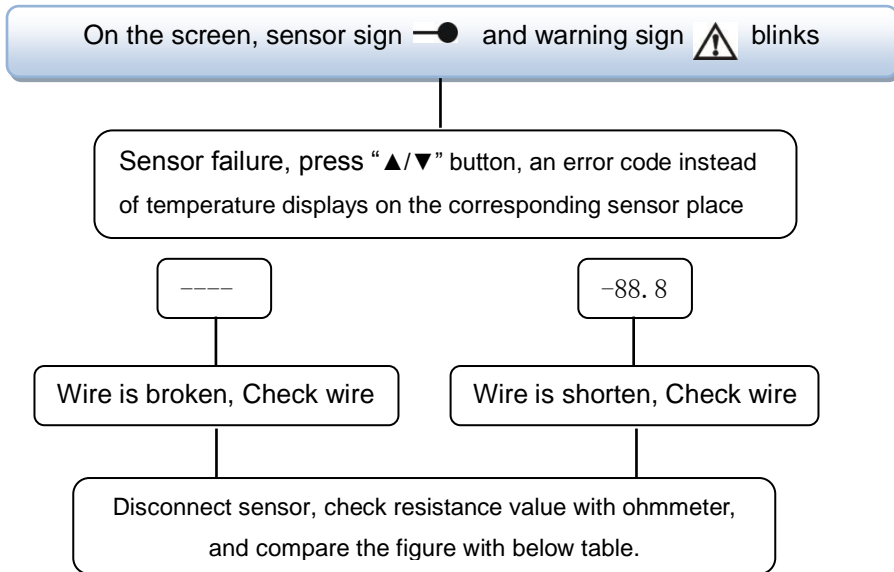 On the screen, sensor sign and warning sign blinks
Sensor failure, press “▲/▼” button, an error code instead
of temperature displays on the corresponding sensor place
----
-88.8
Wire is broken, Check wire
Wire is shorten, Check wire
Disconnect sensor, check resistance value with ohmmeter,
and compare the figure with below table.